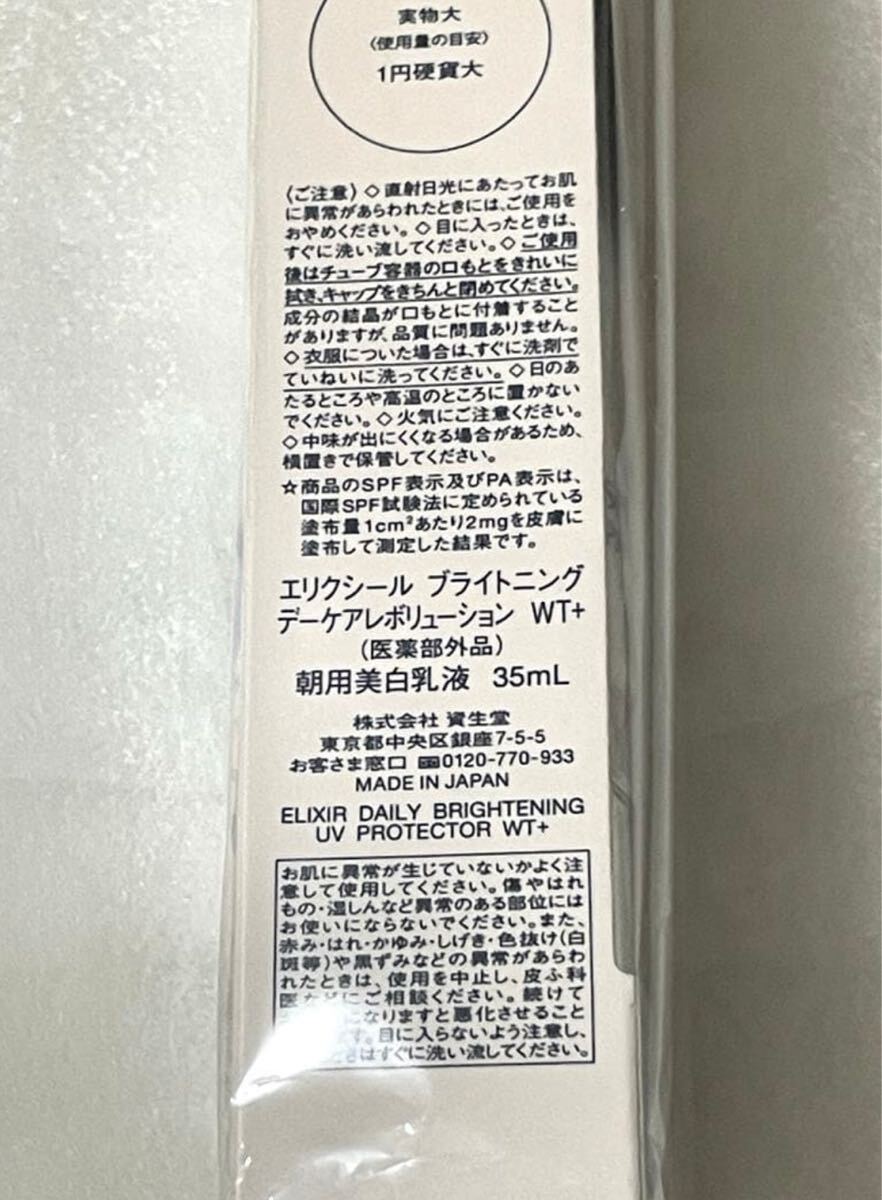 実物大
(使用量の目安)
1円硬貨大
〈ご注意〉◇直射日光にあたってお肌
に異常があらわれたときには、ご使用を
おやめください。◇目に入ったときは、
すぐに洗い流してください。◇ご使用
後はチューブ容器の口もとをきれいに
拭き、キャップをきちんと閉めてください。
成分の結晶が口もとに付着すること
がありますが、品質に問題ありません。
◇衣服についた場合は、すぐに洗剤で
ていねいに洗ってください。◇日のあ
たるところや高温のところに置かない
でください。◇火気にご注意ください。
◇中味が出にくくなる場合があるため、
横置きで保管してください。
☆商品のSPF表示及びPA表示は、
国際SPF試験法に定められている
塗布量1cm²あたり2mgを皮膚に
塗布して測定した結果です。
エリクシール ブライトニング
デーケアレボリューション WT+
(医薬部外品)
朝用美白乳液 35mL
株式会社 資生堂
東京都中央区銀座7-5-5
お客さま窓口 0120-770-933
MADE IN JAPAN
ELIXIR DAILY BRIGHTENING
UV PROTECTOR WT+
お肌に異常が生じていないかよく注
意して使用してください。傷やはれ
もの・湿しんなど異常のある部位には
お使いにならないでください。また、
赤み・はれ・かゆみ・しげき・色抜け(白
斑等)や黒ずみなどの異常があらわ
れたときは、使用を中止し、皮ふ科
医などにご相談ください。続けて
になりますと悪化させること
す。目に入らないよう注意し、
きはすぐに洗い流してください。